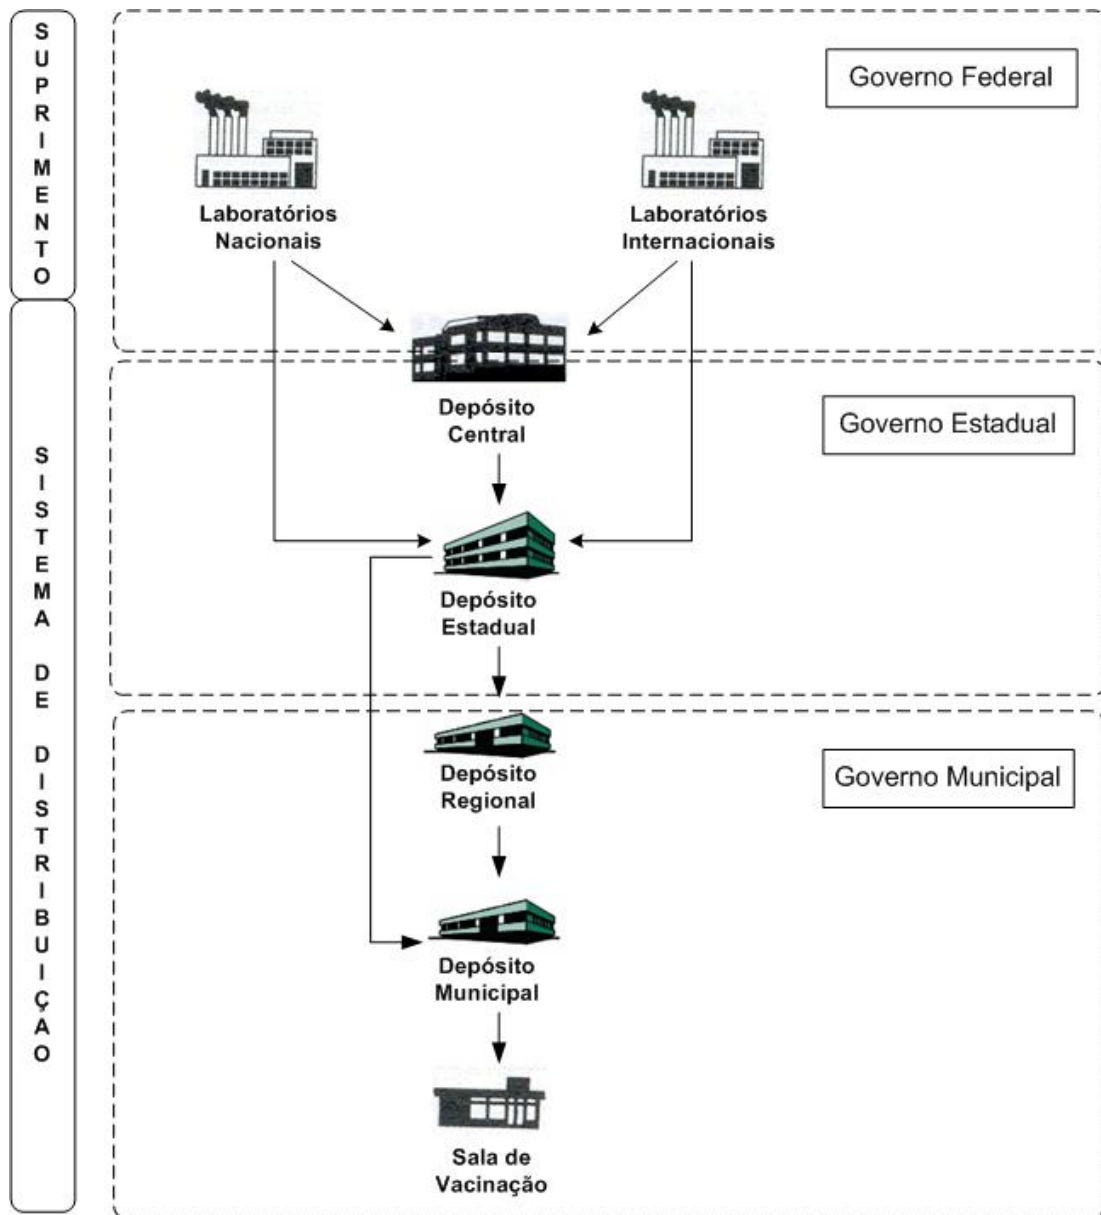 SUPRIMENTO
Governo Federal
Laboratórios
Nacionais
Laboratórios
Internacionais
SISTEMA DE DISTRIBUIÇAO
Depósito
Central
Governo Estadual
Depósito
Estadual
Depósito
Regional
Governo Municipal
Depósito
Municipal
Sala de
Vacinação